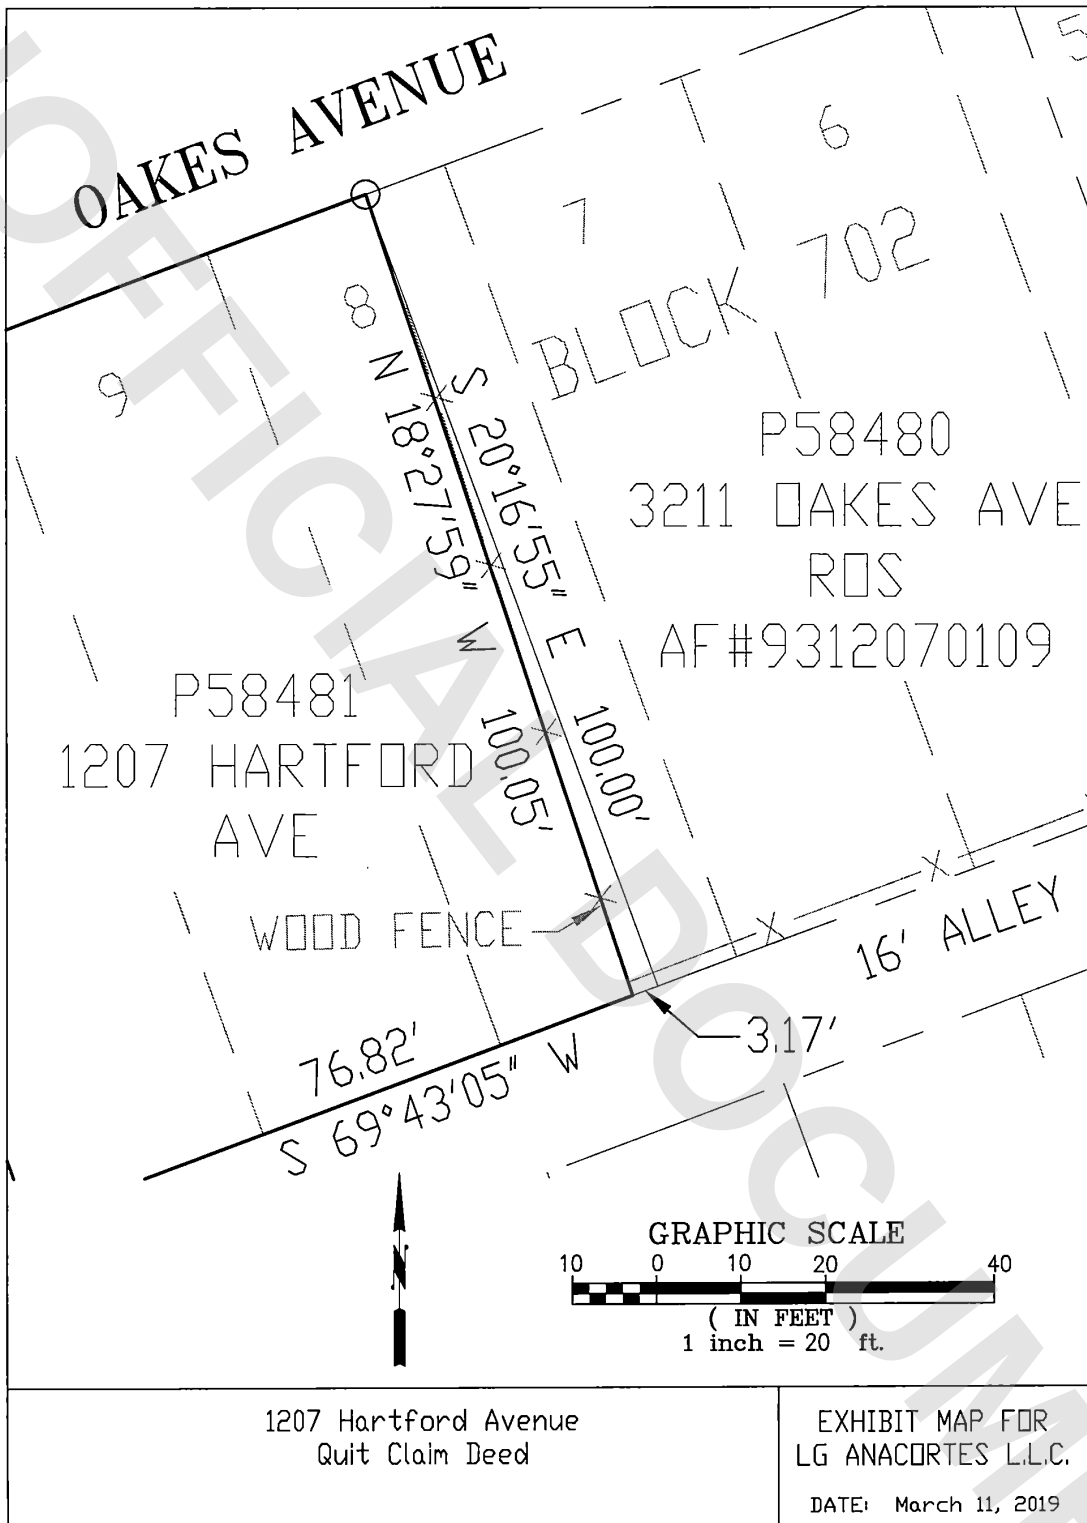 OAKES AVENUE
5
6
7
8
9
BLOCK 702
N 18°27'59" W
100.05'
S 20°16'55" E
100.00'
P58480
3211 OAKES AVE
ROS
AF#9312070109
P58481
1207 HARTFORD
AVE
WOOD FENCE
X
X
X
X
X
X
16' ALLEY
3.17'
76.82'
S 69°43'05" W
N
GRAPHIC SCALE
10 0 10 20 40
( IN FEET )
1 inch = 20 ft.
1207 Hartford Avenue
Quit Claim Deed
EXHIBIT MAP FOR
LG ANACORTES L.L.C.
DATE: March 11, 2019
OFFICIAL DOCUM